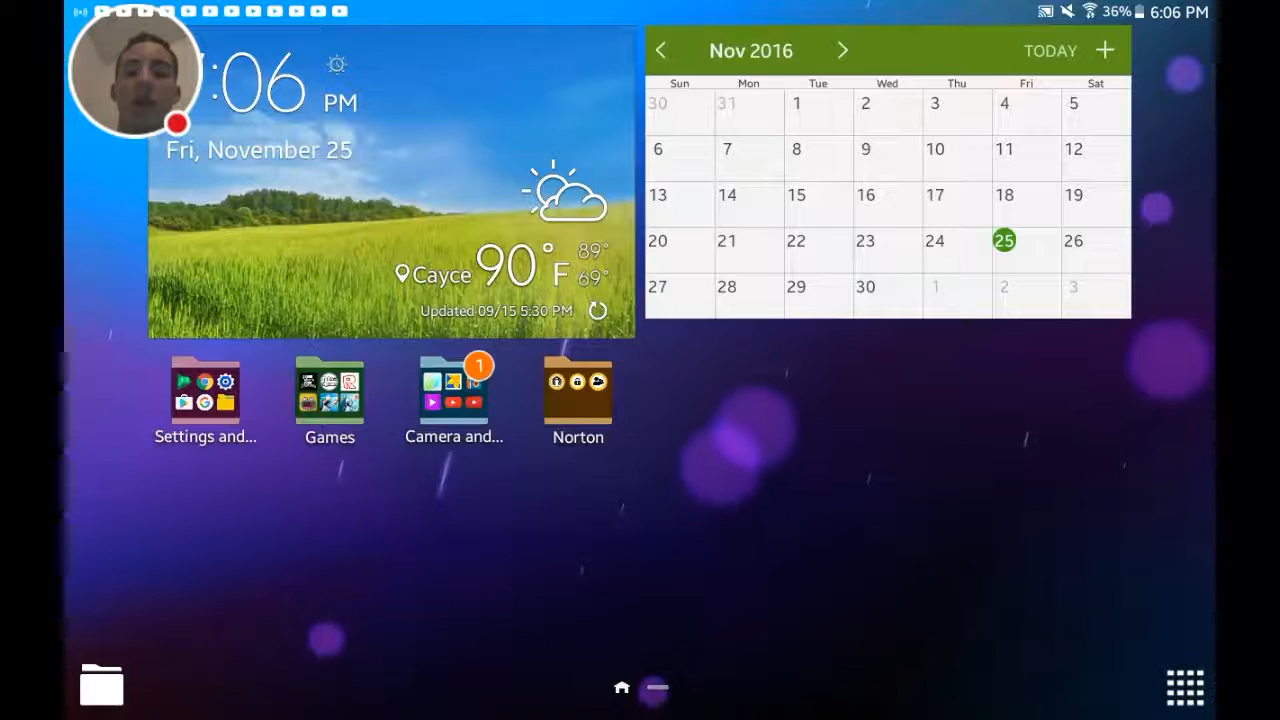 36% 6:06 PM
:06 PM
Fri, November 25
Cayce 90°F 89° 69°
Updated 09/15 5:30 PM
Nov 2016 TODAY +
Sun Mon Tue Wed Thu Fri Sat
30 31 1 2 3 4 5
6 7 8 9 10 11 12
13 14 15 16 17 18 19
20 21 22 23 24 25 26
27 28 29 30 1 2 3
1
Settings and... Games Camera and... Norton